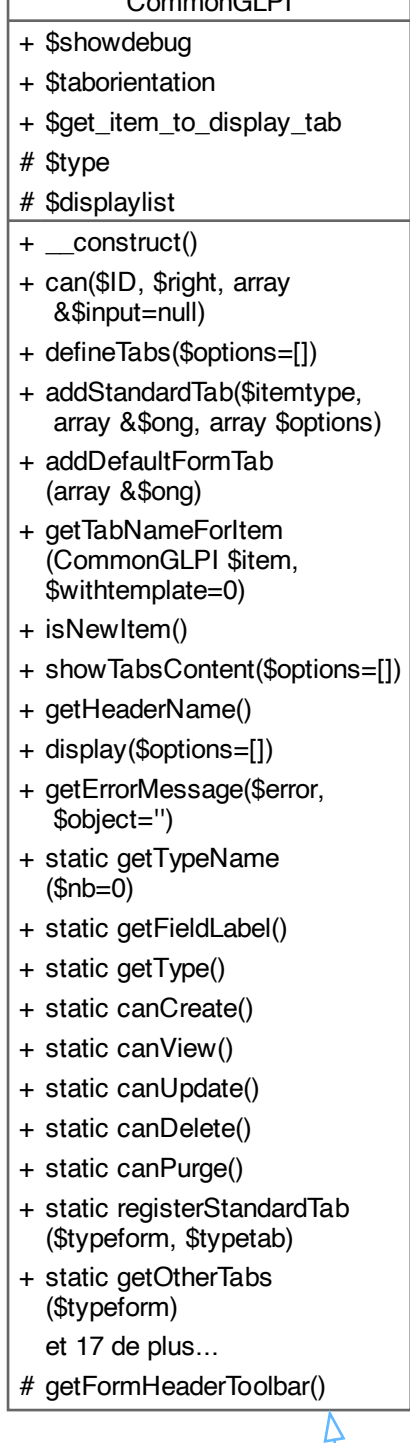 CommonGLPI
+ $showdebug
+ $taborientation
+ $get_item_to_display_tab
# $type
# $displaylist
+ __construct()
+ can($ID, $right, array
&$input=null)
+ defineTabs($options=[])
+ addStandardTab($itemtype,
array &$ong, array $options)
+ addDefaultFormTab
(array &$ong)
+ getTabNameForItem
(CommonGLPI $item,
$withtemplate=0)
+ isNewItem()
+ showTabsContent($options=[])
+ getHeaderName()
+ display($options=[])
+ getErrorMessage($error,
$object='')
+ static getTypeName
($nb=0)
+ static getFieldLabel()
+ static getType()
+ static canCreate()
+ static canView()
+ static canUpdate()
+ static canDelete()
+ static canPurge()
+ static registerStandardTab
($typeform, $typetab)
+ static getOtherTabs
($typeform)
et 17 de plus...
# getFormHeaderToolbar()